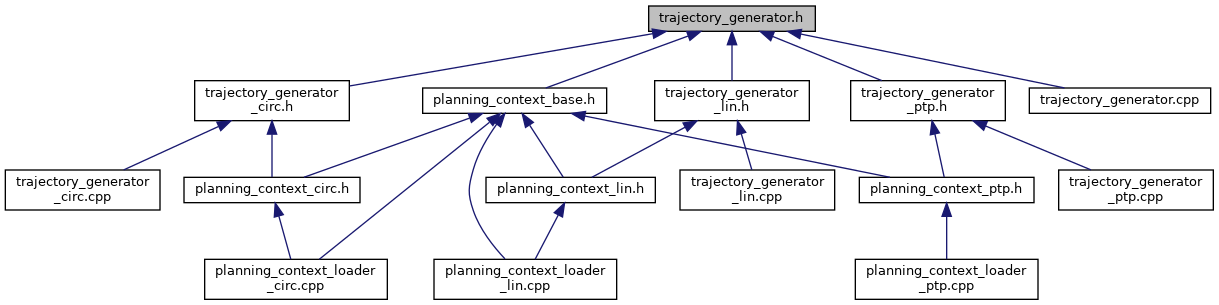 trajectory_generator.h
trajectory_generator
_circ.h
planning_context_base.h
trajectory_generator
_lin.h
trajectory_generator
_ptp.h
trajectory_generator.cpp
trajectory_generator
_circ.cpp
planning_context_circ.h
planning_context_lin.h
trajectory_generator
_lin.cpp
planning_context_ptp.h
trajectory_generator
_ptp.cpp
planning_context_loader
_circ.cpp
planning_context_loader
_lin.cpp
planning_context_loader
_ptp.cpp